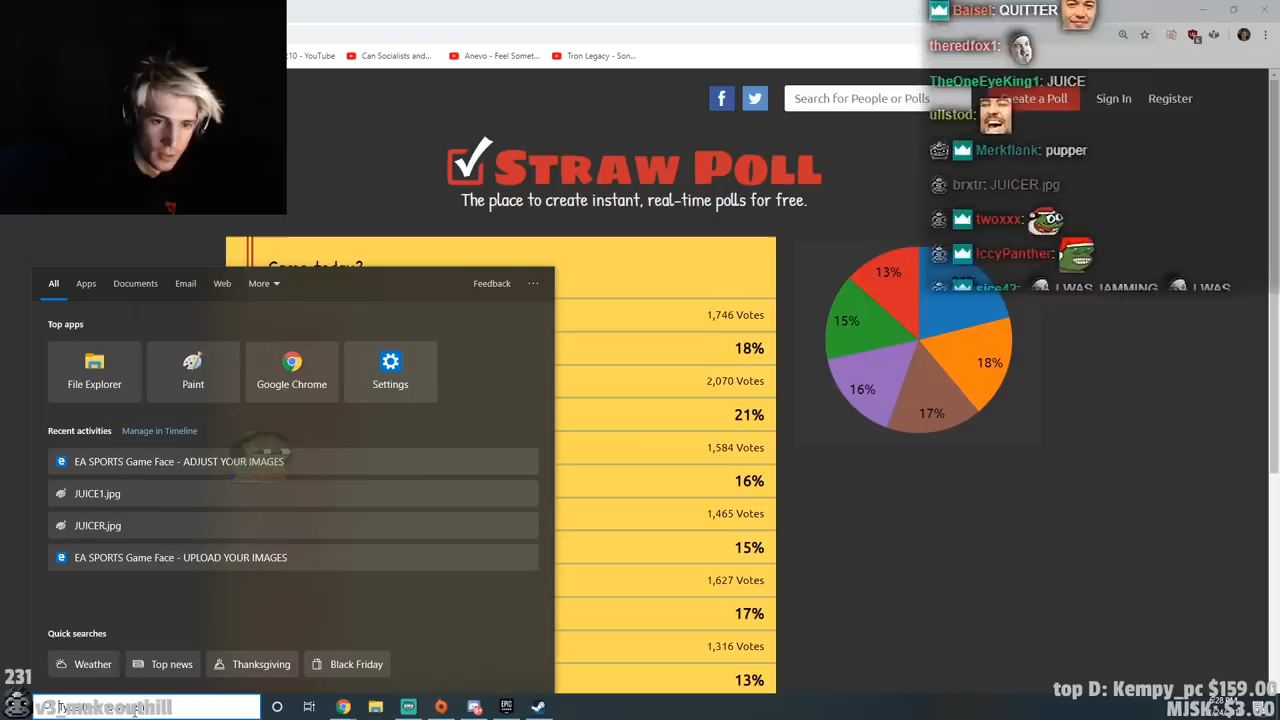 Baisel: QUITTER
10 - YouTube
Can Socialists and...
Anevo - Feel Somet...
Tron Legacy - Son...
theredfox1:
TheOneEyeKing1: JUICE
Search for People or Polls
Create a Poll
Sign In
Register
ullstod:
Merkflank: pupper
STRAW POLL
The place to create instant, real-time polls for free.
brxtr: JUICER.jpg
twoxxx:
IccyPanther:
sice42: I WAS JAMMING I WAS
Game today?
All
Apps
Documents
Email
Web
More
Feedback
Top apps
File Explorer
Paint
Google Chrome
Settings
Recent activities
Manage in Timeline
EA SPORTS Game Face - ADJUST YOUR IMAGES
JUICE1.jpg
JUICER.jpg
EA SPORTS Game Face - UPLOAD YOUR IMAGES
Quick searches
Weather
Top news
Thanksgiving
Black Friday
1,746 Votes
18%
2,070 Votes
21%
1,584 Votes
16%
1,465 Votes
15%
1,627 Votes
17%
1,316 Votes
13%
13%
15%
16%
17%
18%
231
v3_makeouthill
top D: Kempy_pc $159.00
MJSK: $3.00